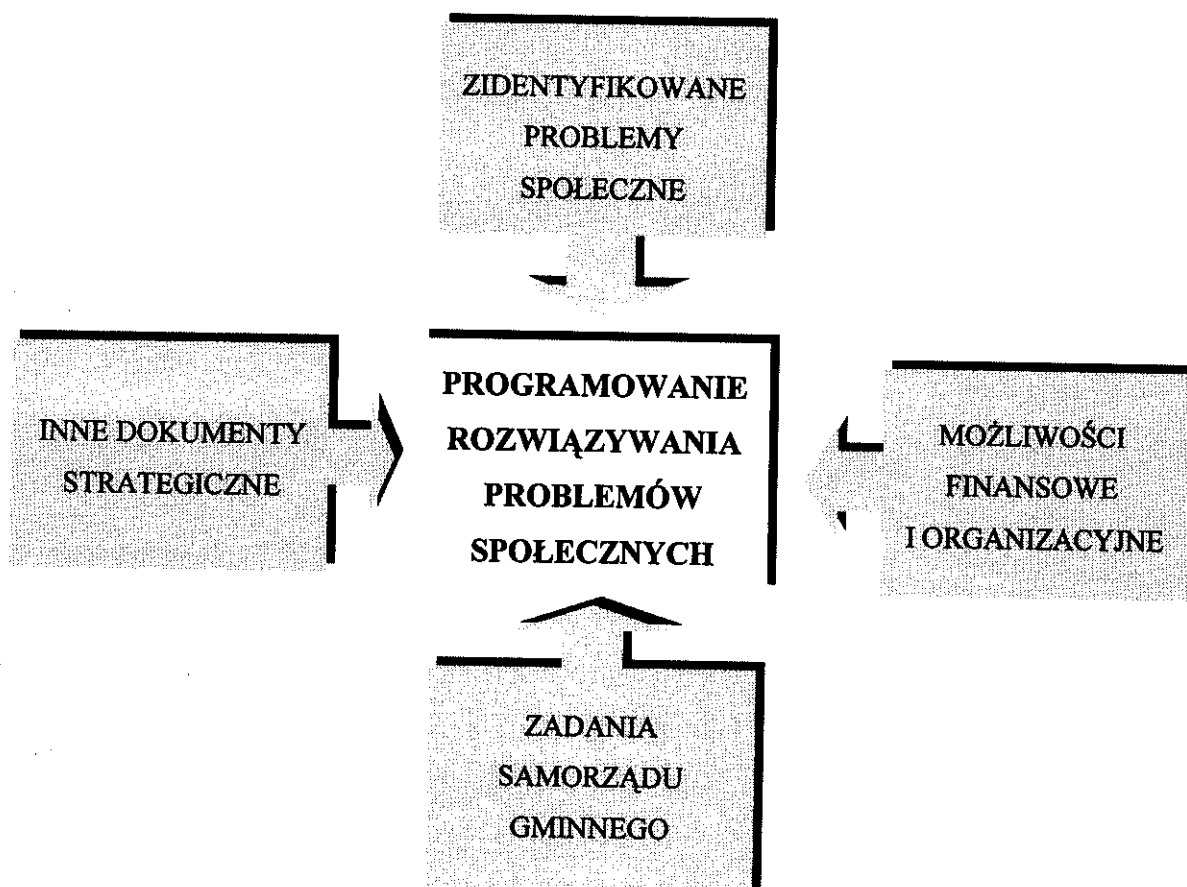 ZIDENTYFIKOWANE
PROBLEMY
SPOŁECZNE
INNE DOKUMENTY
STRATEGICZNE
PROGRAMOWANIE
ROZWIĄZYWANIA
PROBLEMÓW
SPOŁECZNYCH
MOŻLIWOŚCI
FINANSOWE
I ORGANIZACYJNE
ZADANIA
SAMORZĄDU
GMINNEGO